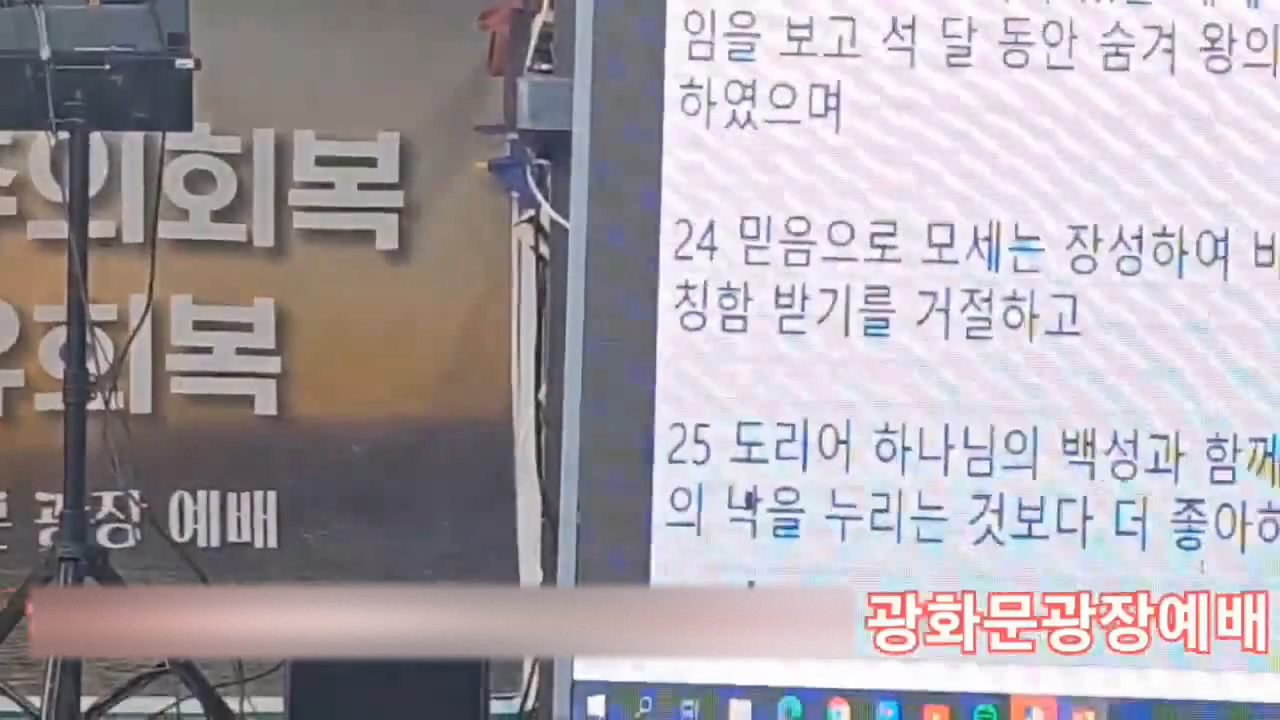 의회복
회복
광장 예배
임을 보고 석 달 동안 숨겨 왕의
하였으며
24 믿음으로 모세는 장성하여
칭함 받기를 거절하고
25 도리어 하나님의 백성과 함께
의 낙을 누리는 것보다 더 좋아하
광화문광장예배